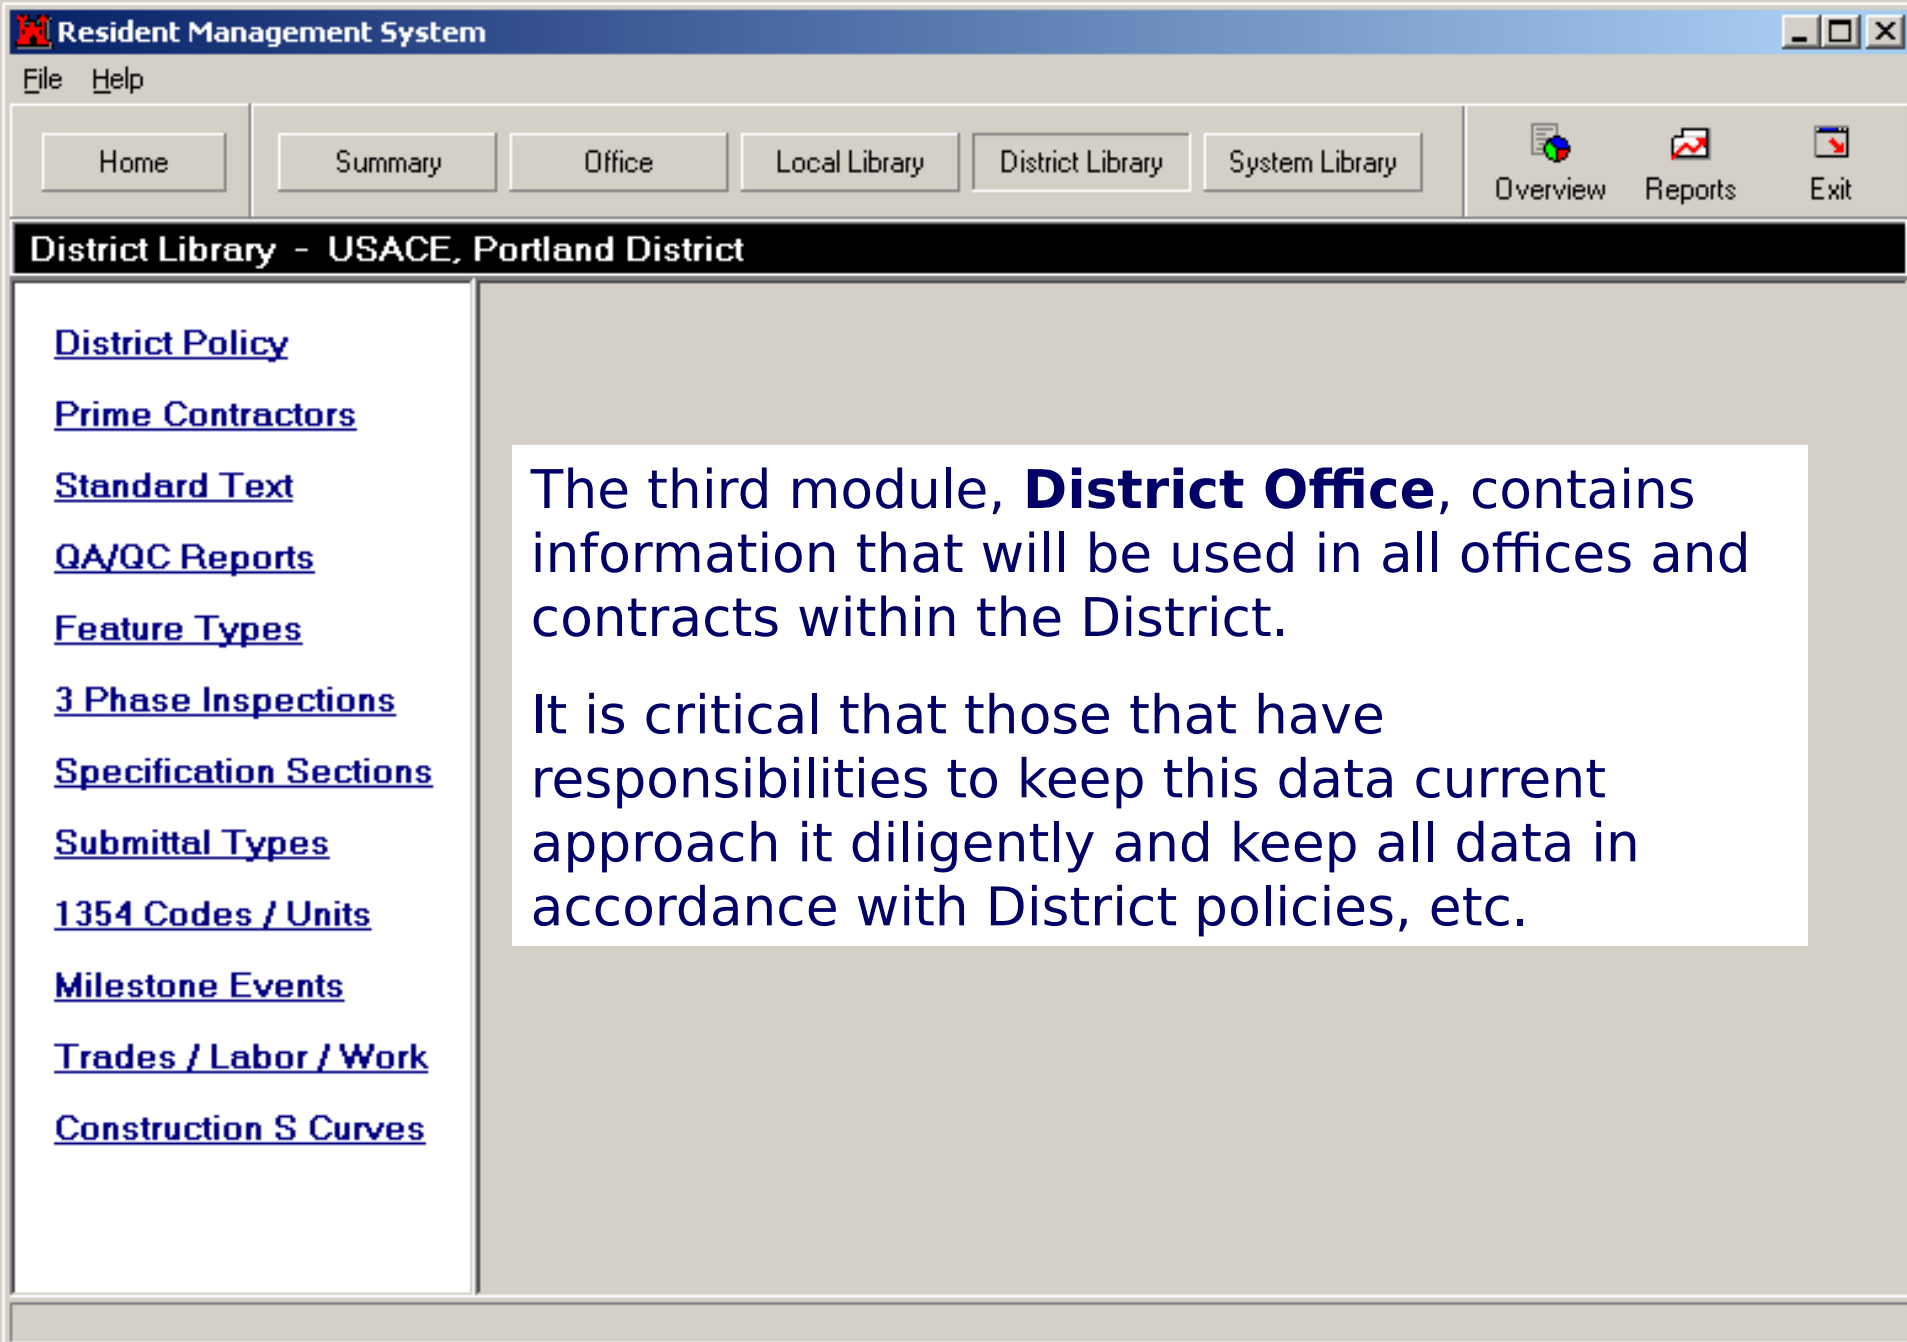 Resident Management System
File Help
Home Summary Office Local Library District Library System Library Overview Reports Exit
District Library - USACE, Portland District
District Policy
Prime Contractors
Standard Text
QA/QC Reports
Feature Types
3 Phase Inspections
Specification Sections
Submittal Types
1354 Codes / Units
Milestone Events
Trades / Labor / Work
Construction S Curves
The third module, District Office, contains
information that will be used in all offices and
contracts within the District.
It is critical that those that have
responsibilities to keep this data current
approach it diligently and keep all data in
accordance with District policies, etc.